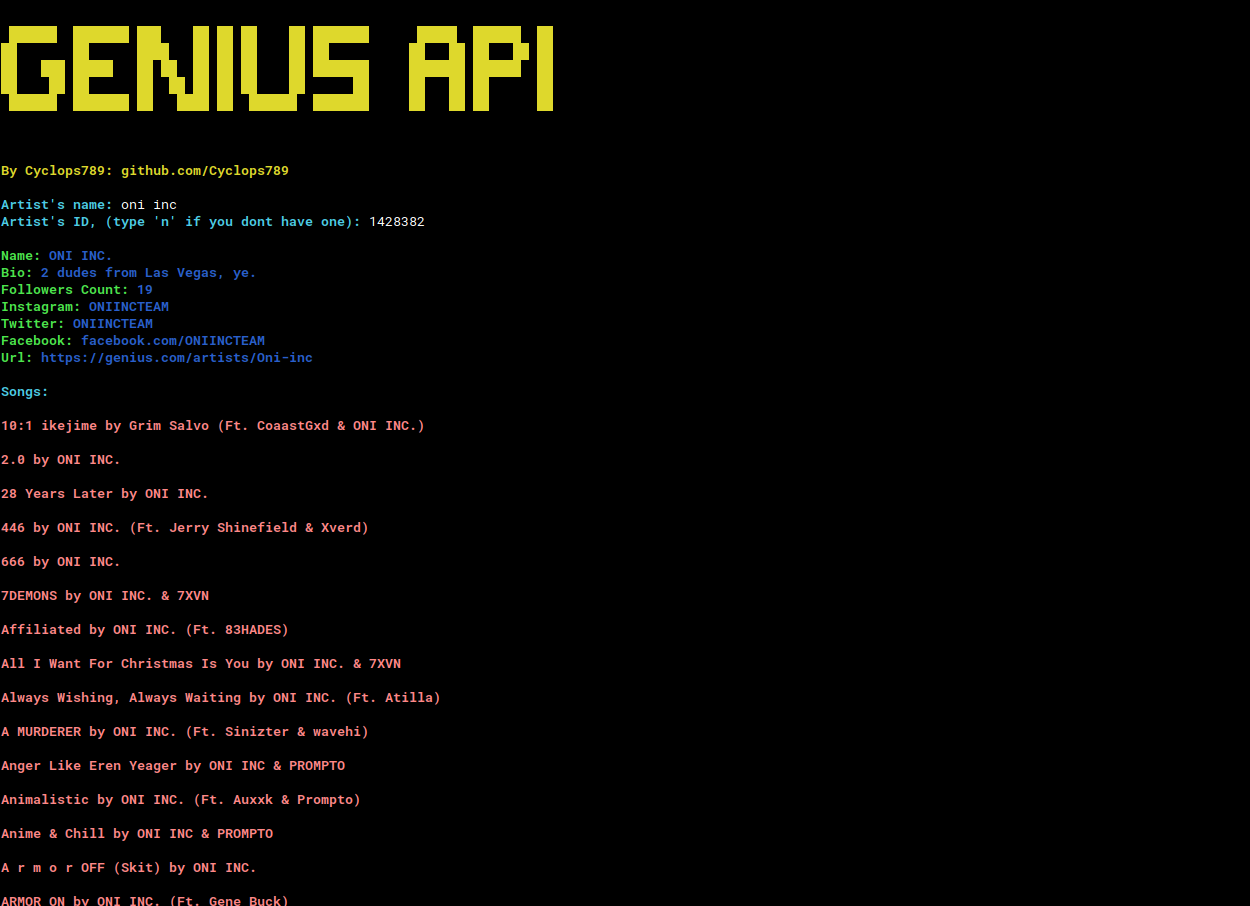 GENIUS API
By Cyclops789: github.com/Cyclops789
Artist's name: oni inc
Artist's ID, (type 'n' if you dont have one): 1428382
Name: ONI INC.
Bio: 2 dudes from Las Vegas, ye.
Followers Count: 19
Instagram: ONIINCTEAM
Twitter: ONIINCTEAM
Facebook: facebook.com/ONIINCTEAM
Url: https://genius.com/artists/Oni-inc
Songs:
10:1 ikejime by Grim Salvo (Ft. CoaastGxd & ONI INC.)
2.0 by ONI INC.
28 Years Later by ONI INC.
446 by ONI INC. (Ft. Jerry Shinefield & Xverd)
666 by ONI INC.
7DEMONS by ONI INC. & 7XVN
Affiliated by ONI INC. (Ft. 83HADES)
All I Want For Christmas Is You by ONI INC. & 7XVN
Always Wishing, Always Waiting by ONI INC. (Ft. Atilla)
A MURDERER by ONI INC. (Ft. Sinizter & wavehi)
Anger Like Eren Yeager by ONI INC & PROMPTO
Animalistic by ONI INC. (Ft. Auxxk & Prompto)
Anime & Chill by ONI INC & PROMPTO
A r m o r OFF (Skit) by ONI INC.
ARMOR ON by ONI INC. (Ft. Gene Buck)